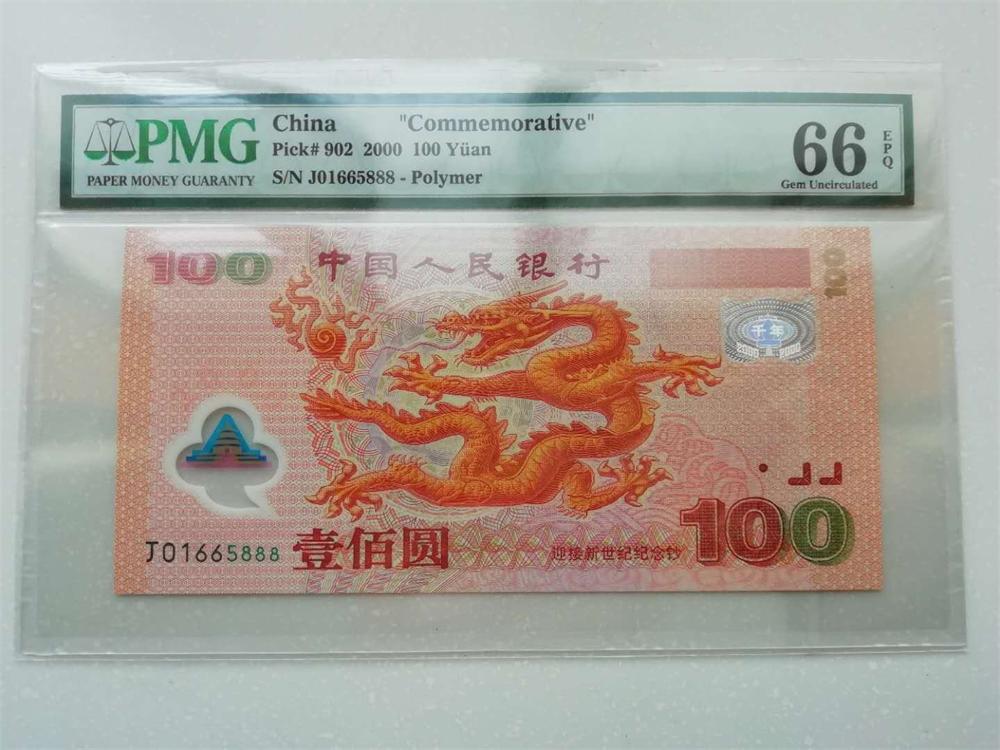 PMG
PAPER MONEY GUARANTY
China "Commemorative"
Pick# 902 2000 100 Yüan
S/N J01665888 - Polymer
66 EPQ
Gem Uncirculated
100 中国人民银行 100
千年
J01665888 壹佰圆
迎接新世纪纪念钞 100